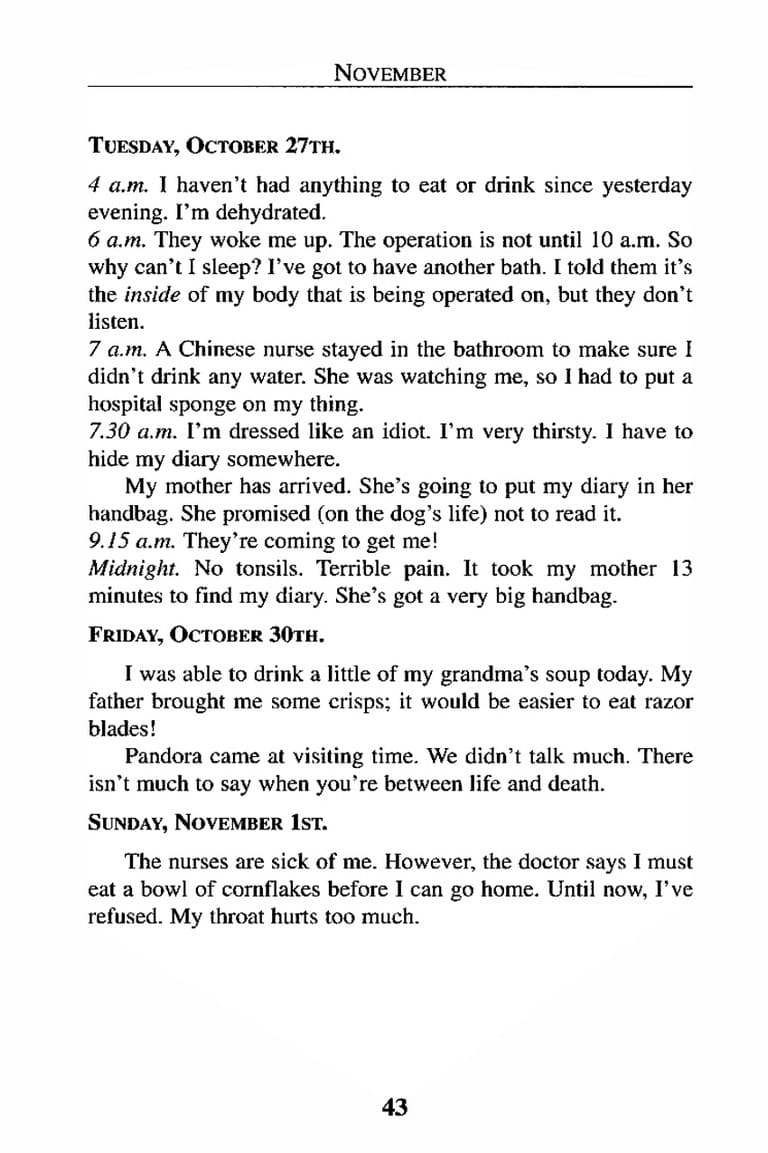 NOVEMBER
TUESDAY, OCTOBER 27TH.
4 a.m. I haven't had anything to eat or drink since yesterday
evening. I'm dehydrated.
6 a.m. They woke me up. The operation is not until 10 a.m. So
why can't I sleep? I've got to have another bath. I told them it's
the inside of my body that is being operated on, but they don't
listen.
7 a.m. A Chinese nurse stayed in the bathroom to make sure I
didn't drink any water. She was watching me, so I had to put a
hospital sponge on my thing.
7.30 a.m. I'm dressed like an idiot. I'm very thirsty. I have to
hide my diary somewhere.
My mother has arrived. She's going to put my diary in her
handbag. She promised (on the dog's life) not to read it.
9.15 a.m. They're coming to get me!
Midnight. No tonsils. Terrible pain. It took my mother 13
minutes to find my diary. She's got a very big handbag.
FRIDAY, OCTOBER 30TH.
I was able to drink a little of my grandma's soup today. My
father brought me some crisps; it would be easier to eat razor
blades!
Pandora came at visiting time. We didn't talk much. There
isn't much to say when you're between life and death.
SUNDAY, NOVEMBER 1ST.
The nurses are sick of me. However, the doctor says I must
eat a bowl of cornflakes before I can go home. Until now, I've
refused. My throat hurts too much.
43